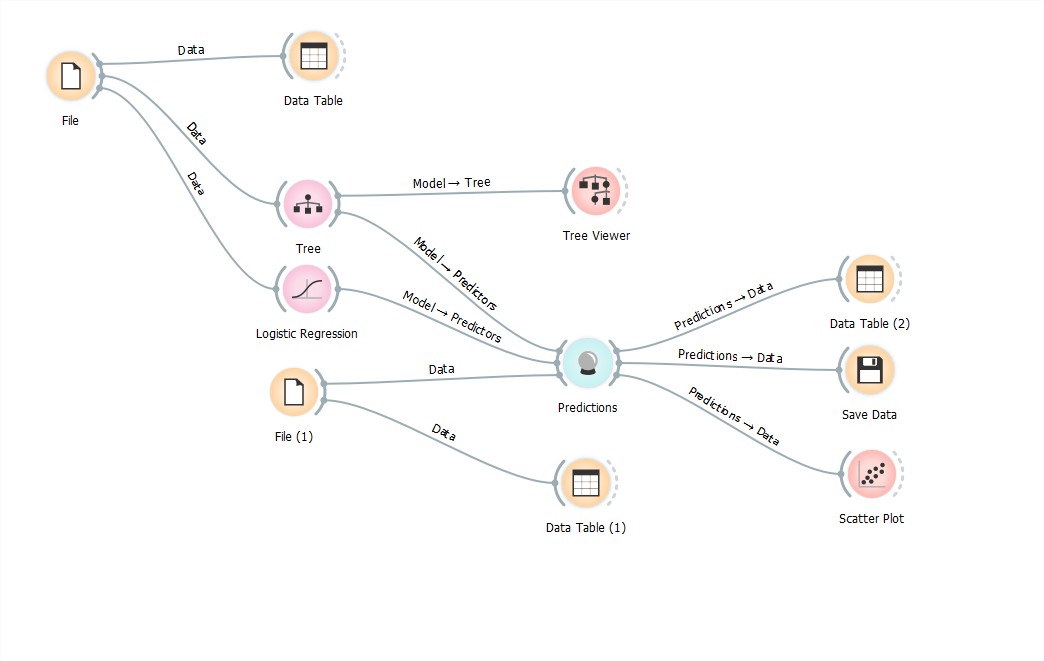 Data
Data Table
File
Data
Data
Model → Tree
Tree Viewer
Tree
Model → Predictors
Logistic Regression
Model → Predictors
Predictions → Data
Data Table (2)
Data
Predictions → Data
Predictions
Save Data
File (1)
Data
Predictions → Data
Data Table (1)
Scatter Plot